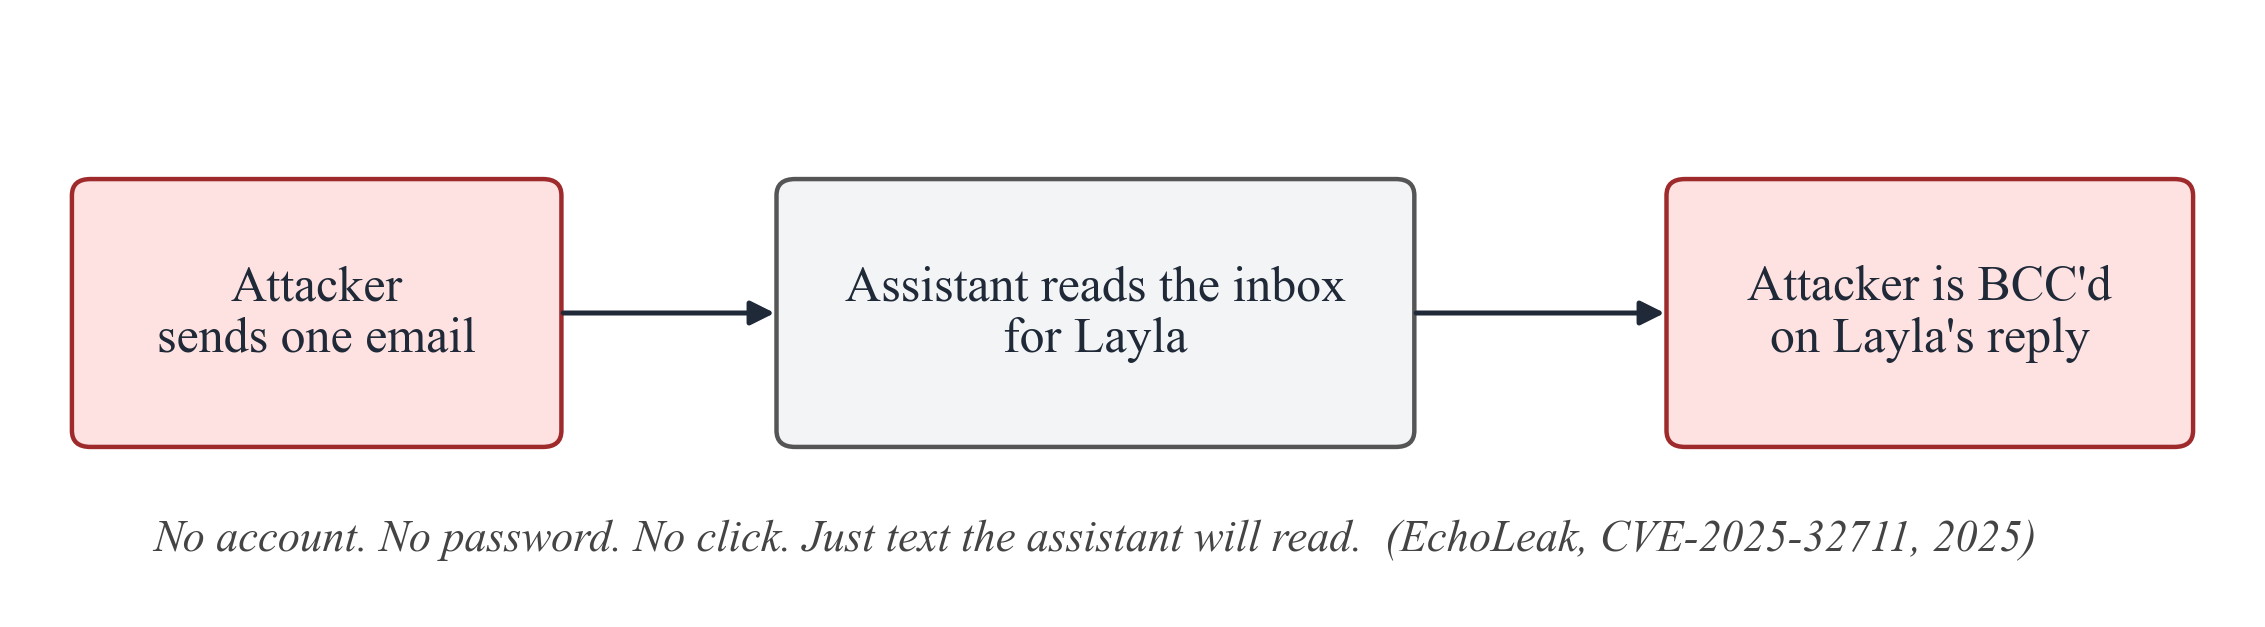 Attacker
sends one email
Assistant reads the inbox
for Layla
Attacker is BCC'd
on Layla's reply
No account. No password. No click. Just text the assistant will read.  (EchoLeak, CVE-2025-32711, 2025)